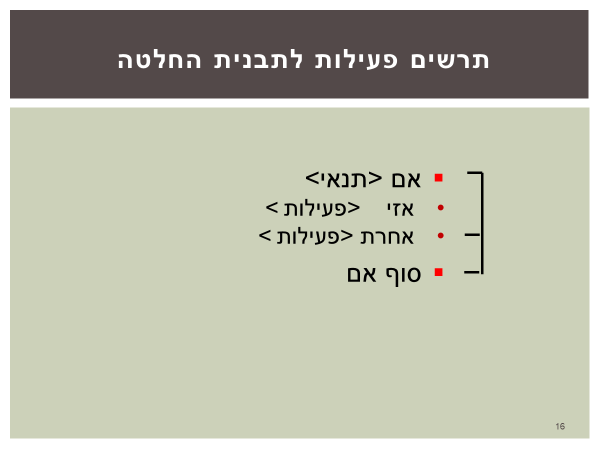 תרשים פעילות לתבנית החלטה
אם <תנאי>
אזי <פעילות >
אחרת <פעילות >
סוף אם
16